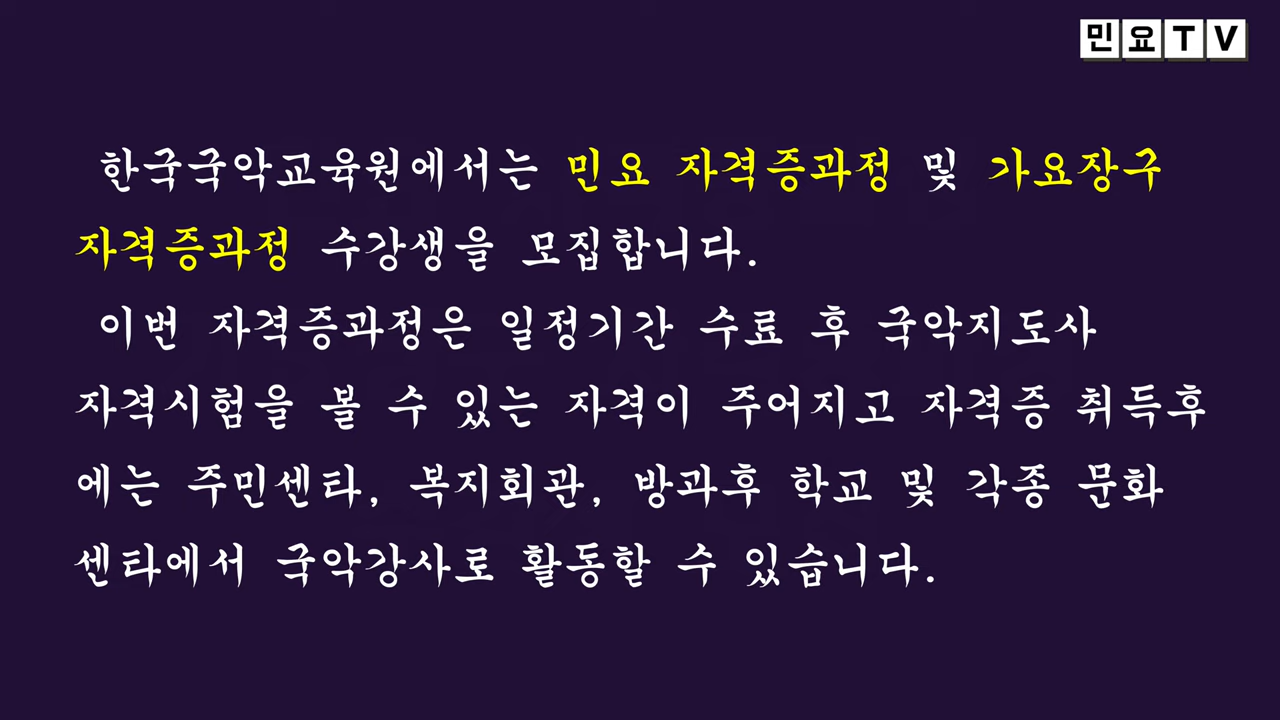 민요TV
한국국악교육원에서는 민요 자격증과정 및 가요장구
자격증과정 수강생을 모집합니다.
이번 자격증과정은 일정기간 수료 후 국악지도사
자격시험을 볼 수 있는 자격이 주어지고 자격증 취득후
에는 주민센타, 복지회관, 방과후 학교 및 각종 문화
센타에서 국악강사로 활동할 수 있습니다.